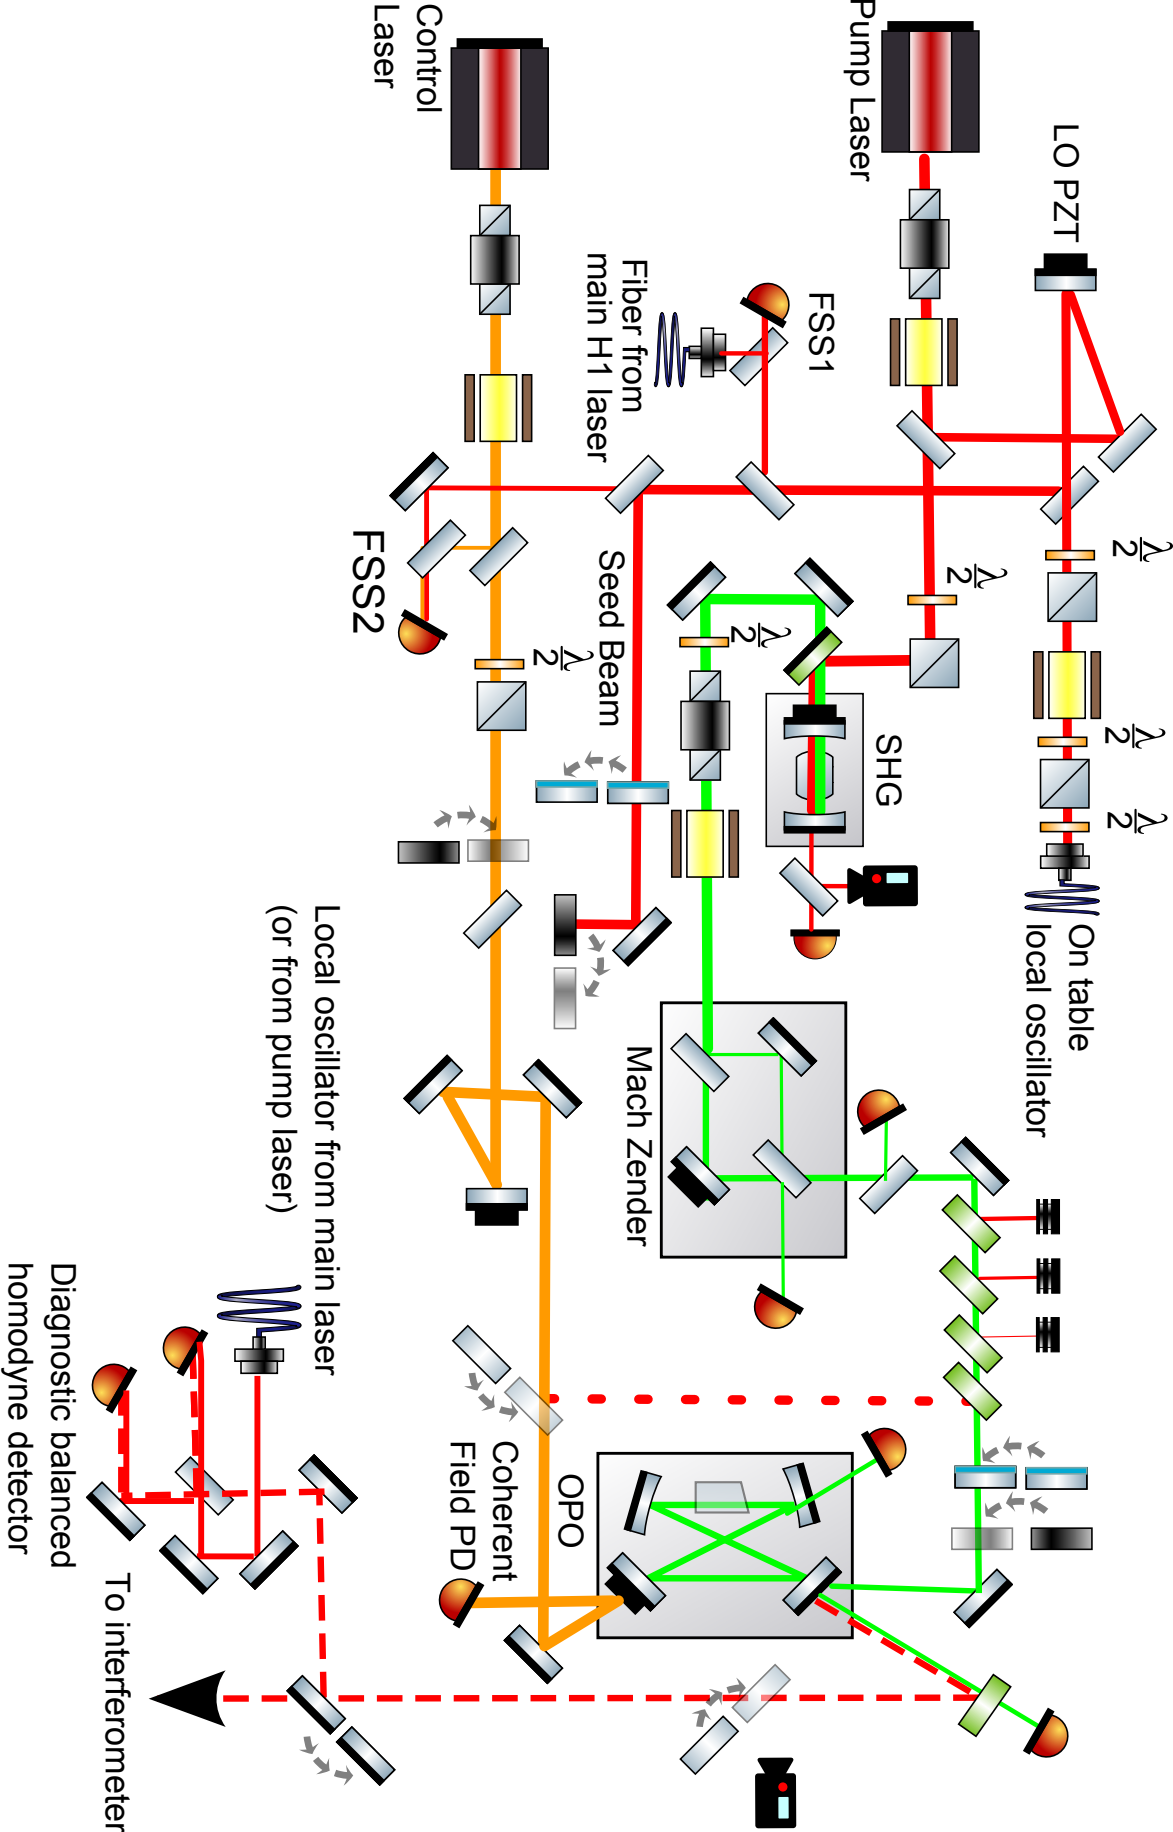 Control
Laser
Pump Laser
LO PZT
FSS1
Fiber from
main H1 laser
FSS2
Seed Beam
λ/2
λ/2
λ/2
λ/2
λ/2
λ/2
SHG
On table
local oscillator
Mach Zender
Local oscillator from main laser
(or from pump laser)
OPO
Coherent
Field PD
Diagnostic balanced
homodyne detector
To interferometer